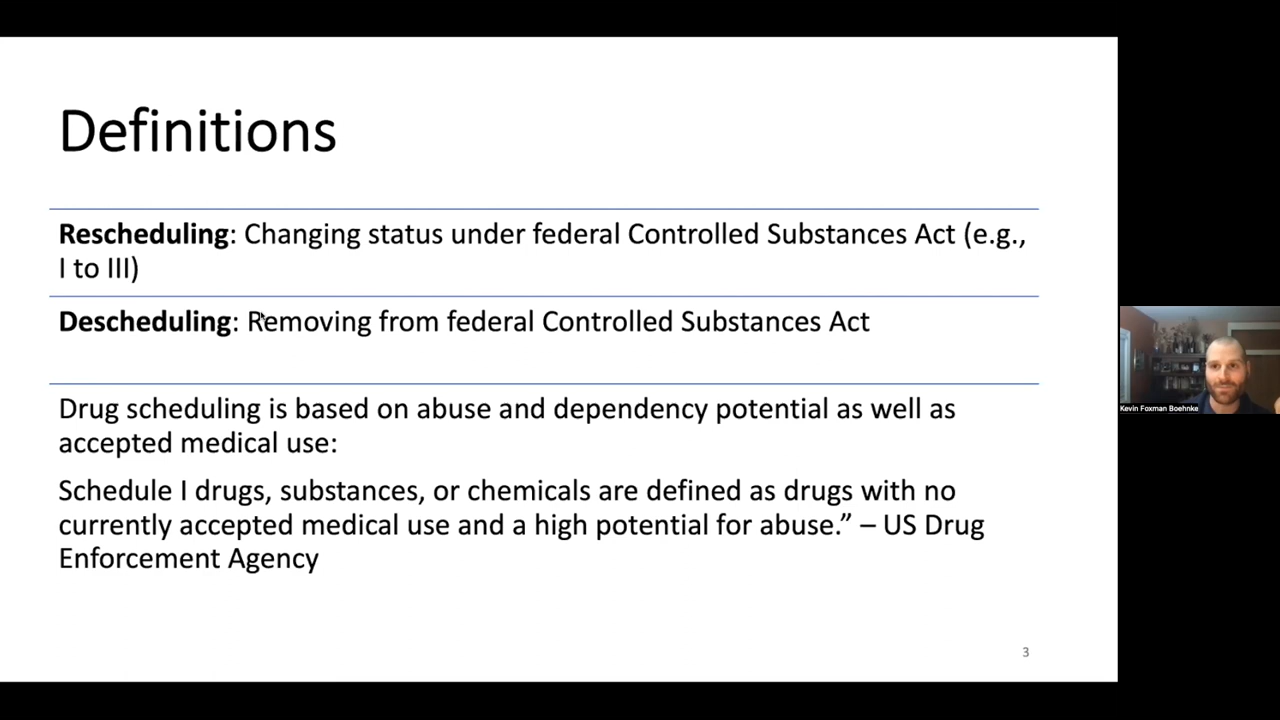 Definitions
Rescheduling: Changing status under federal Controlled Substances Act (e.g.,
I to III)
Descheduling: Removing from federal Controlled Substances Act
Drug scheduling is based on abuse and dependency potential as well as
accepted medical use:
Schedule I drugs, substances, or chemicals are defined as drugs with no
currently accepted medical use and a high potential for abuse.” – US Drug
Enforcement Agency
3
Kevin Foxman Boehnke